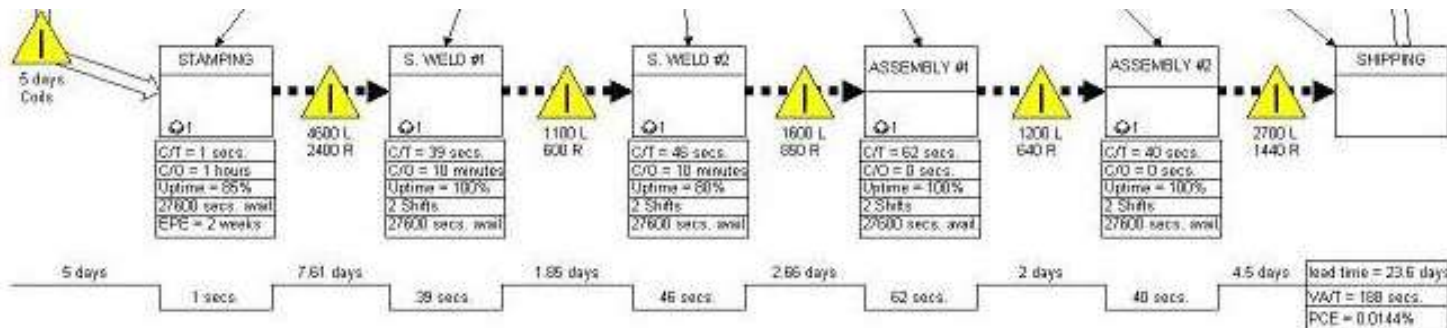 5 days
Coils
STAMPING
1
C/T = 1 secs.
C/O = 1 hours
Uptime = 85%
27600 secs. avail
EPE = 2 weeks
4600 L
2400 R
S. WELD #1
1
C/T = 39 secs.
C/O = 10 minutes
Uptime = 100%
2 Shifts
27600 secs. avail
1100 L
600 R
S. WELD #2
1
C/T = 46 secs.
C/O = 10 minutes
Uptime = 80%
2 Shifts
27600 secs. avail
1600 L
850 R
ASSEMBLY #1
1
C/T = 62 secs.
C/O = 0 secs.
Uptime = 100%
2 Shifts
27600 secs. avail
1200 L
640 R
ASSEMBLY #2
1
C/T = 40 secs.
C/O = 0 secs.
Uptime = 100%
2 Shifts
27600 secs. avail
2700 L
1440 R
SHIPPING
5 days
7.61 days
1.85 days
2.66 days
2 days
4.5 days
1 secs.
39 secs.
46 secs.
62 secs.
40 secs.
lead time = 23.6 days
VA/T = 188 secs.
PCE = 0.0144%